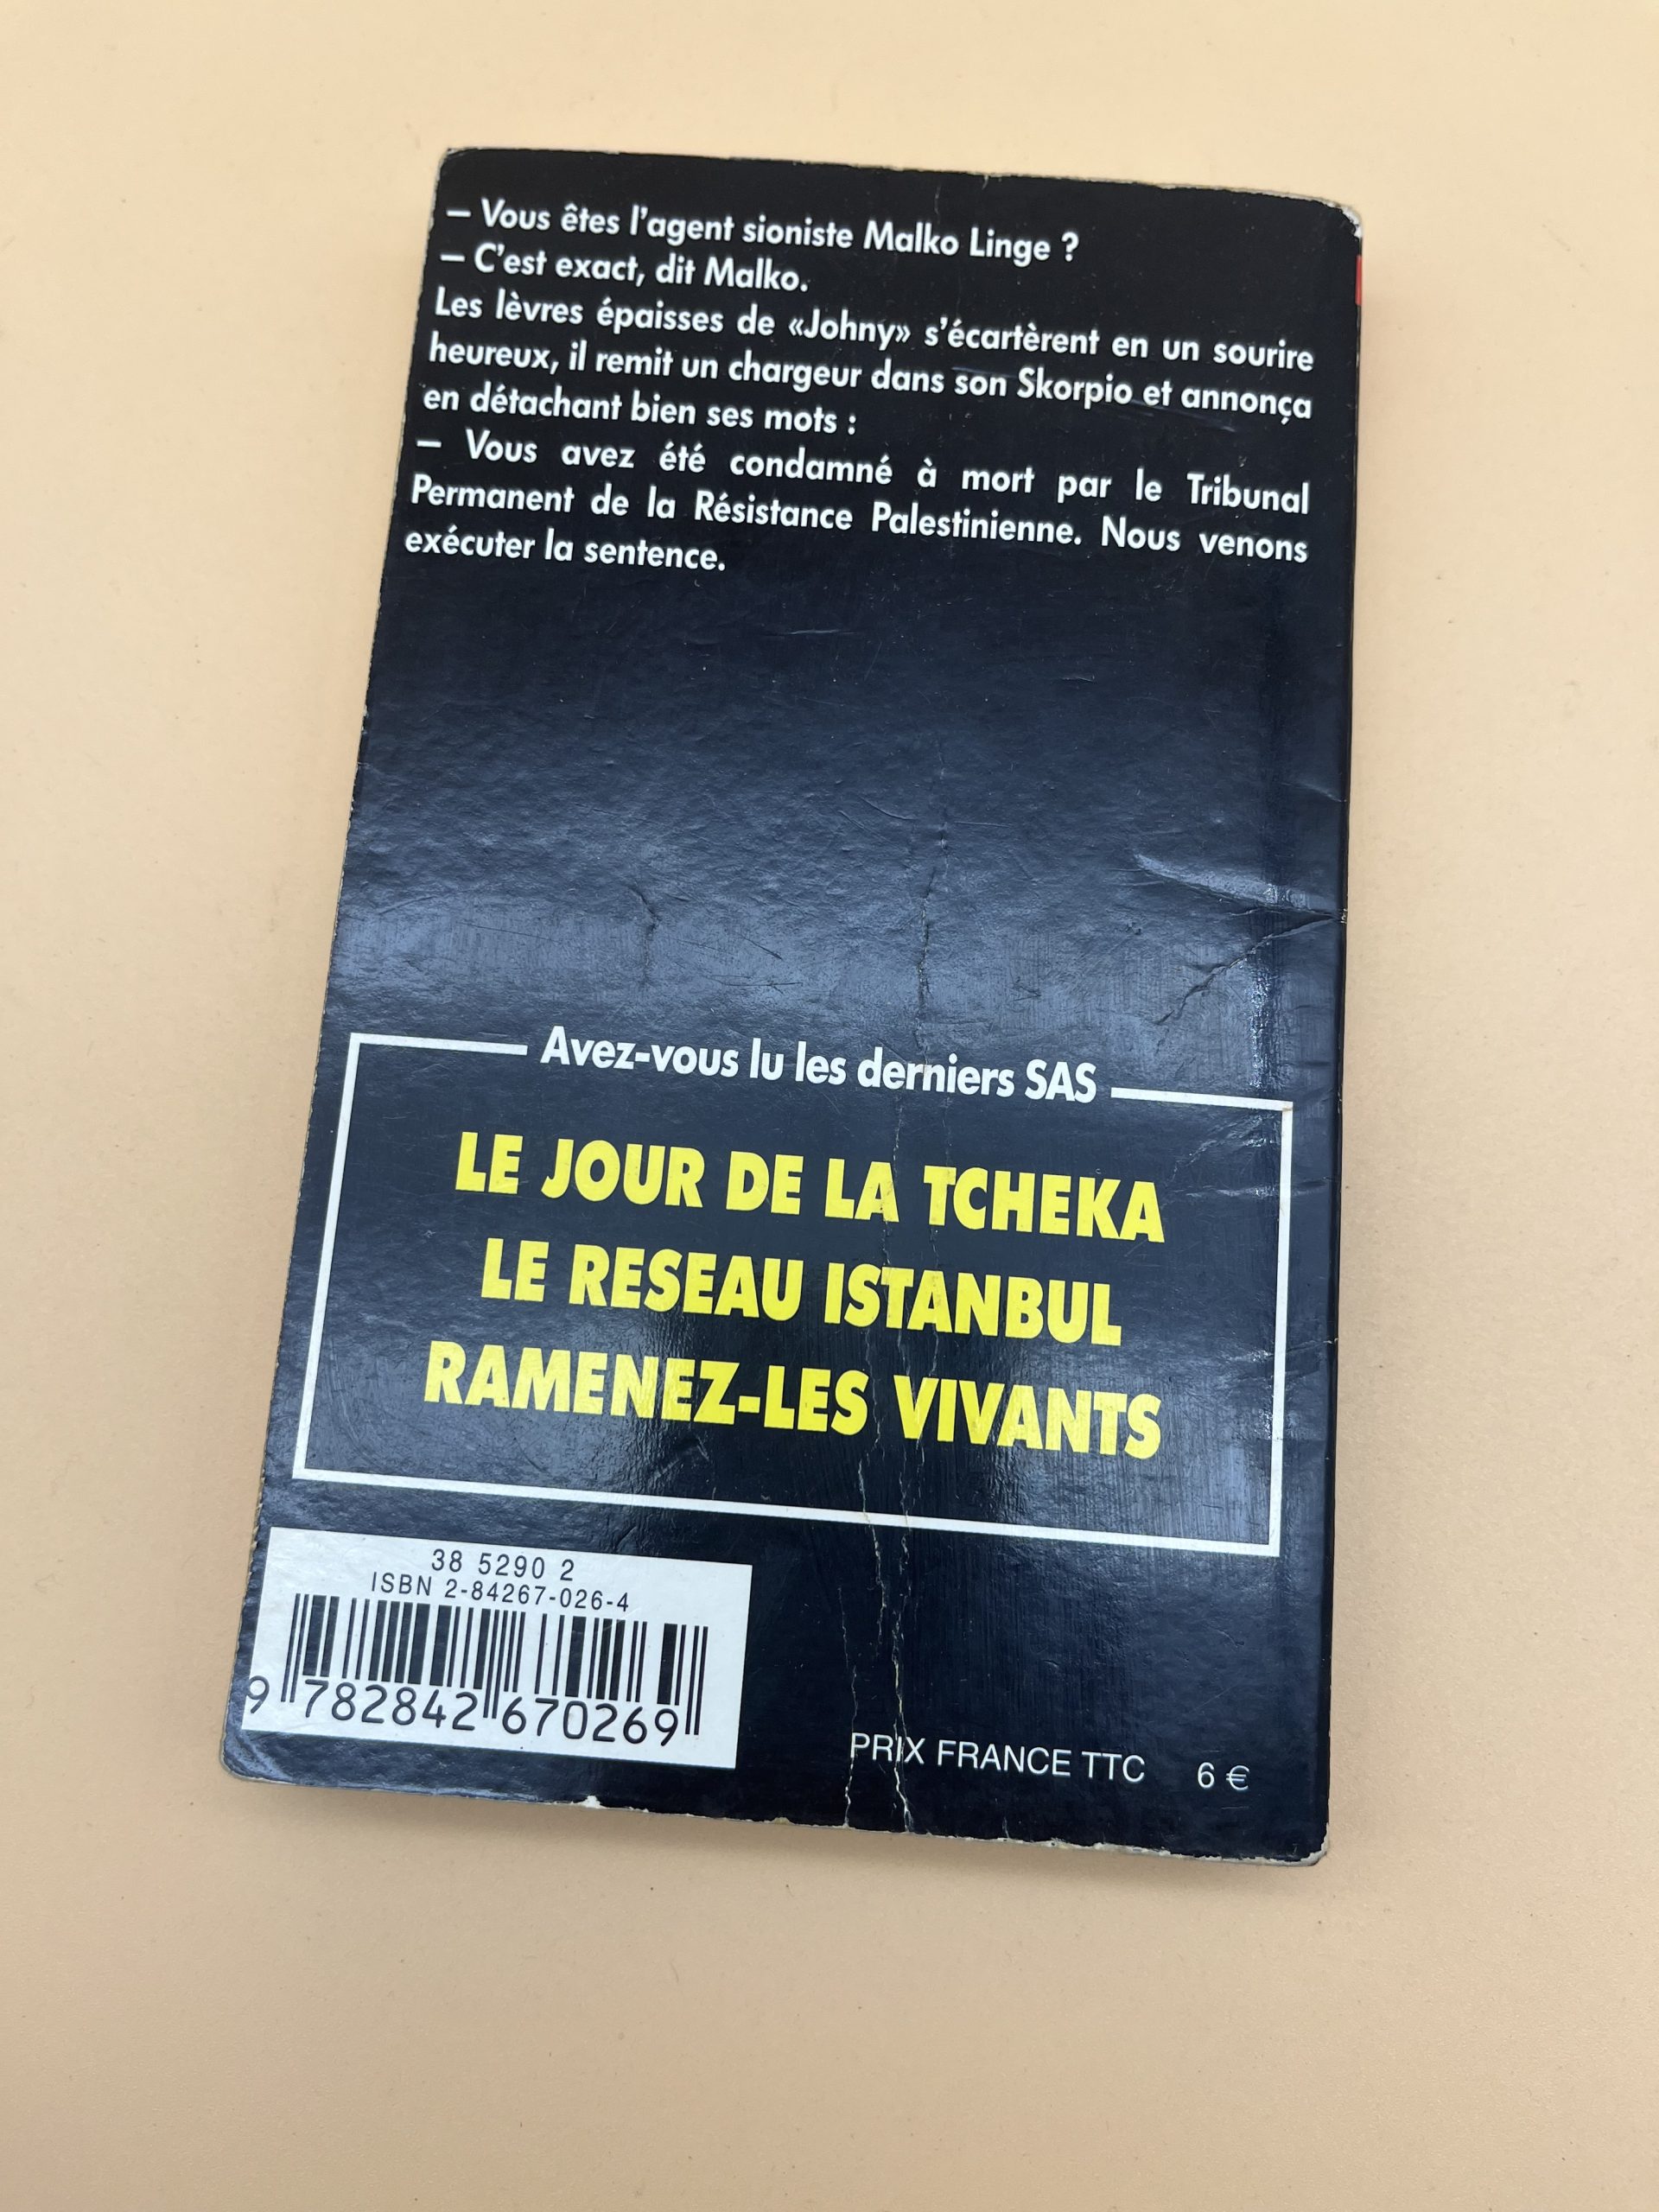 – Vous êtes l'agent sioniste Malko Linge ?
– C'est exact, dit Malko.
Les lèvres épaisses de «Johny» s'écartèrent en un sourire
heureux, il remit un chargeur dans son Skorpio et annonça
en détachant bien ses mots :
– Vous avez été condamné à mort par le Tribunal
Permanent de la Résistance Palestinienne. Nous venons
exécuter la sentence.
Avez-vous lu les derniers SAS
LE JOUR DE LA TCHEKA
LE RESEAU ISTANBUL
RAMENEZ-LES VIVANTS
38 5290 2
ISBN 2-84267-026-4
9 782842 670269
PRIX FRANCE TTC 6 €